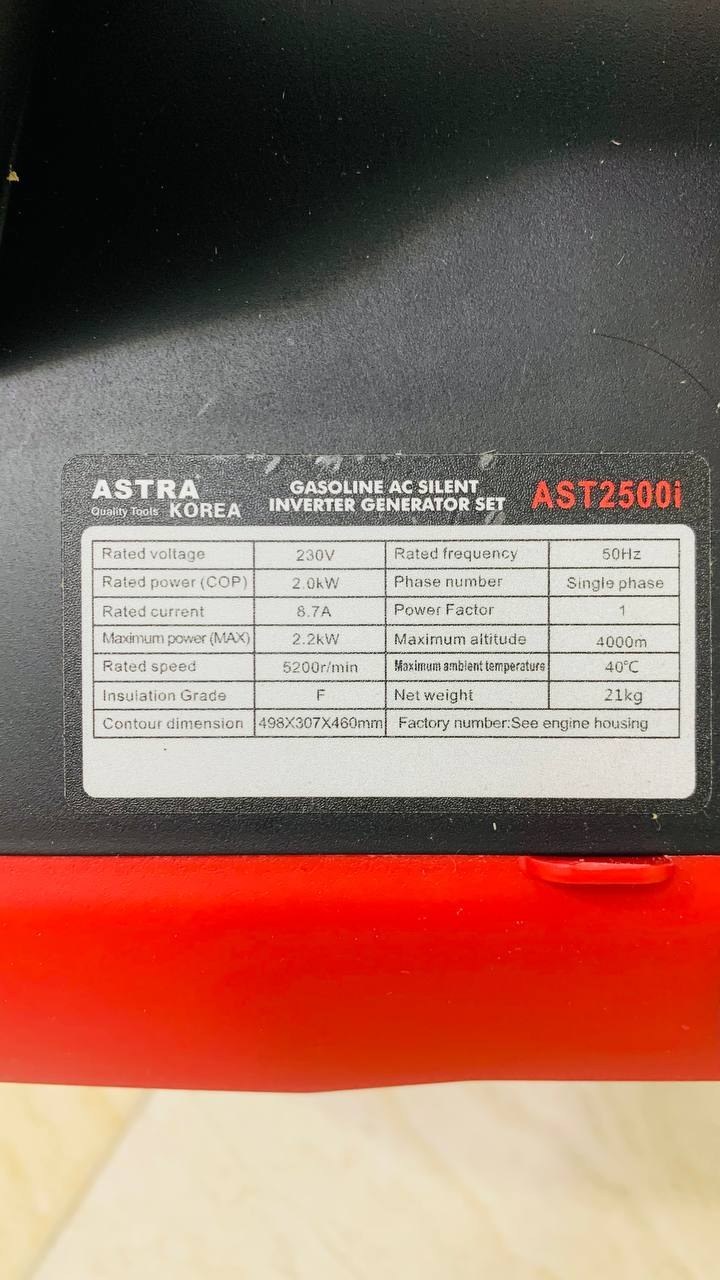 ASTRA
Quality Tools KOREA
GASOLINE AC SILENT
INVERTER GENERATOR SET
AST2500i
Rated voltage 230V Rated frequency 50Hz
Rated power (COP) 2.0kW Phase number Single phase
Rated current 8.7A Power Factor 1
Maximum power (MAX) 2.2kW Maximum altitude 4000m
Rated speed 5200r/min Maximum ambient temperature 40℃
Insulation Grade F Net weight 21kg
Contour dimension 498X307X460mm Factory number:See engine housing